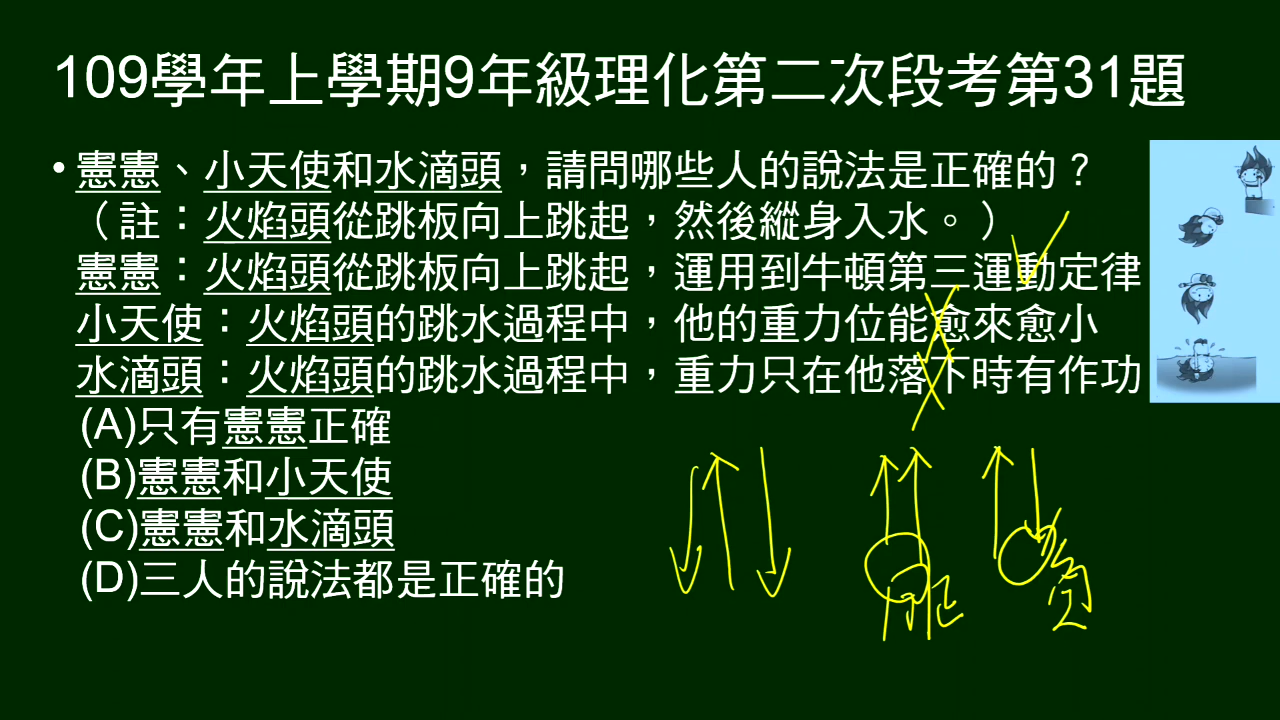 109學年上學期9年級理化第二次段考第31題
• 憲憲、小天使和水滴頭，請問哪些人的說法是正確的？
（註：火焰頭從跳板向上跳起，然後縱身入水。）
憲憲：火焰頭從跳板向上跳起，運用到牛頓第三運動定律
小天使：火焰頭的跳水過程中，他的重力位能愈來愈小
水滴頭：火焰頭的跳水過程中，重力只在他落下時有作功
(A)只有憲憲正確
(B)憲憲和小天使
(C)憲憲和水滴頭
(D)三人的說法都是正確的